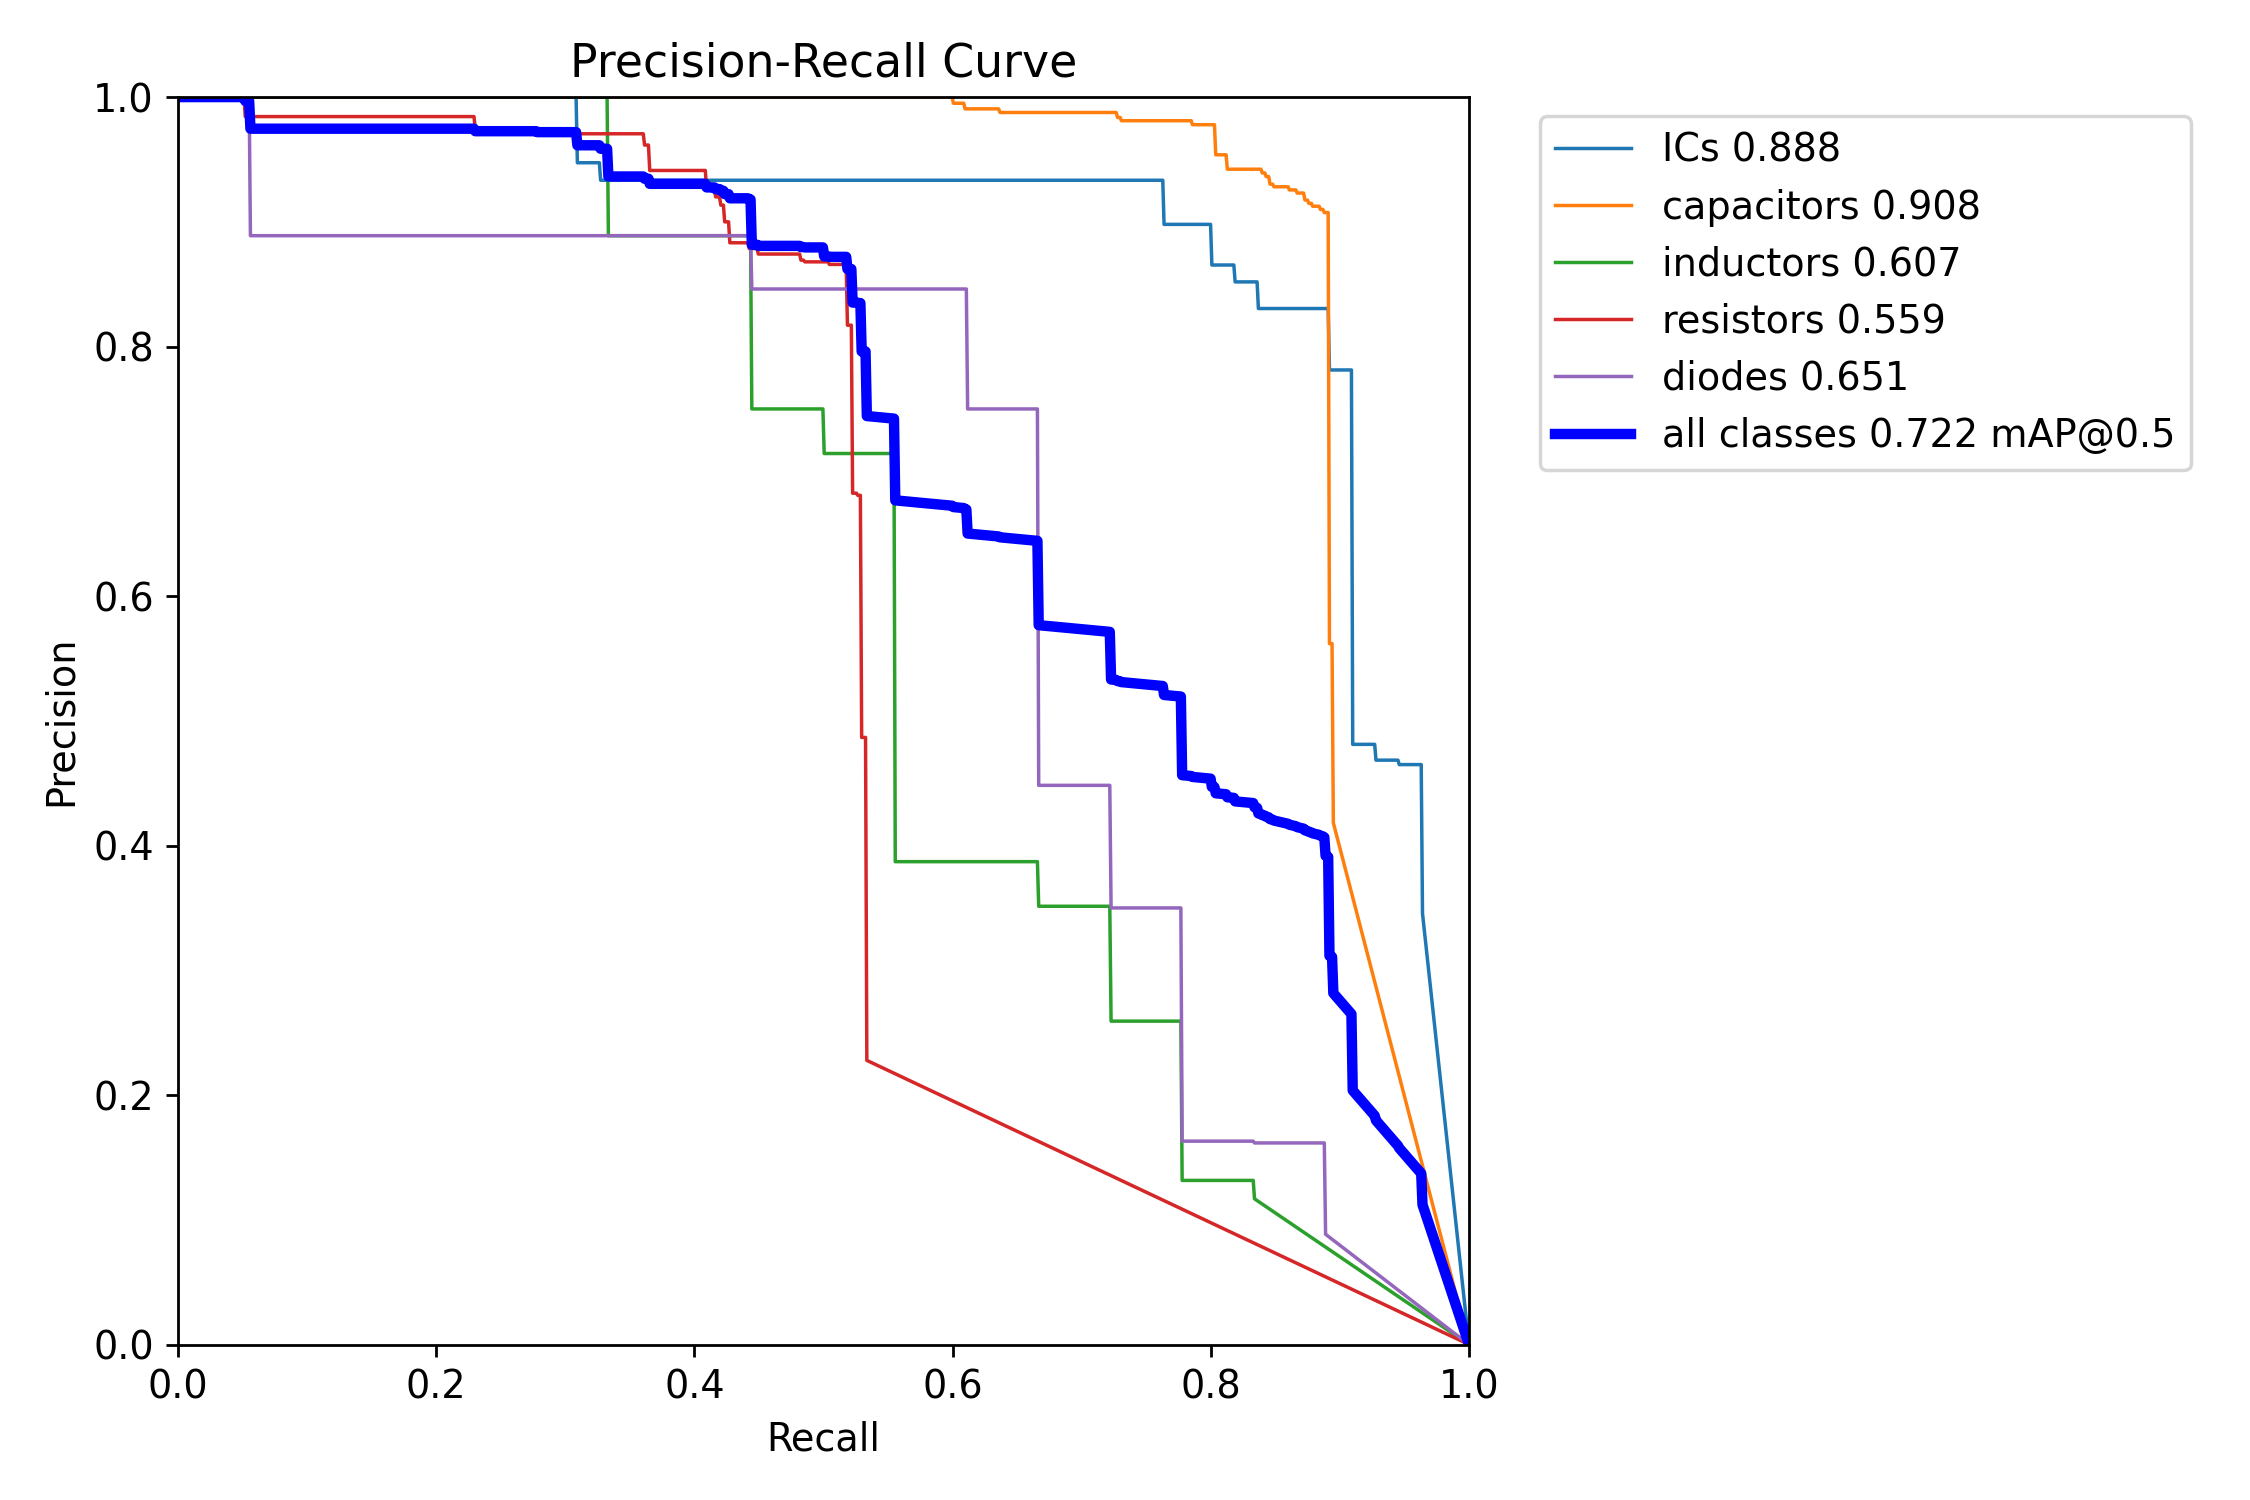 Precision-Recall Curve
1.0
0.8
0.6
0.4
0.2
0.0
Precision
0.0 0.2 0.4 0.6 0.8 1.0
Recall
ICs 0.888
capacitors 0.908
inductors 0.607
resistors 0.559
diodes 0.651
all classes 0.722 mAP@0.5